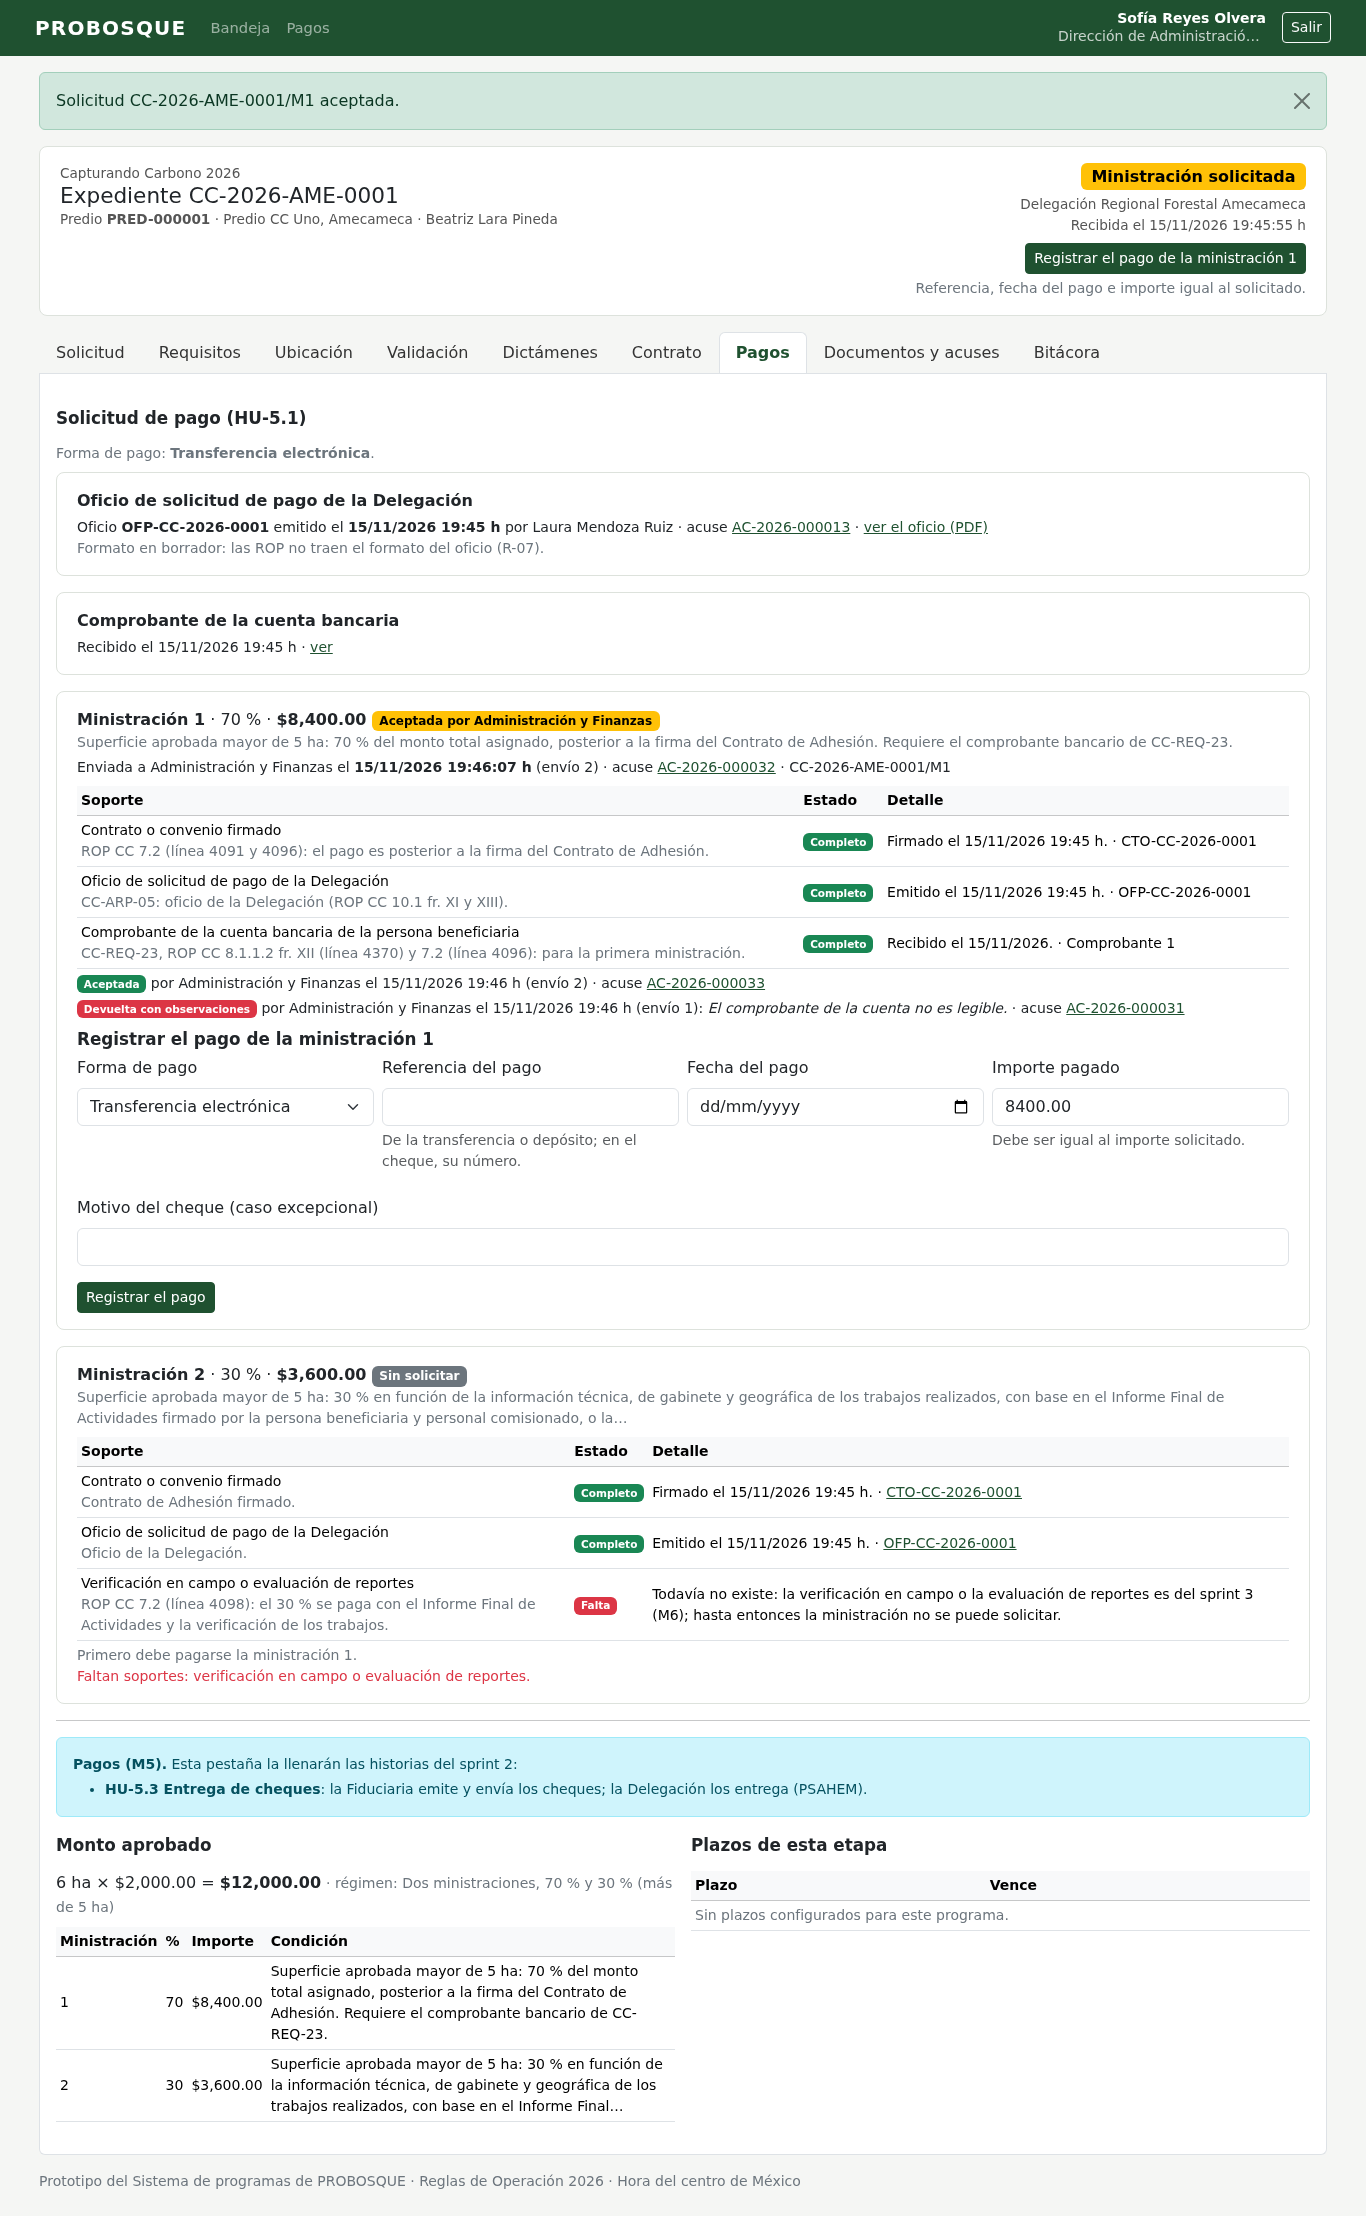 PROBOSQUE Bandeja Pagos
Sofía Reyes Olvera
Dirección de Administració…
Salir
Solicitud CC-2026-AME-0001/M1 aceptada.
Capturando Carbono 2026
Expediente CC-2026-AME-0001
Predio PRED-000001 · Predio CC Uno, Amecameca · Beatriz Lara Pineda
Ministración solicitada
Delegación Regional Forestal Amecameca
Recibida el 15/11/2026 19:45:55 h
Registrar el pago de la ministración 1
Referencia, fecha del pago e importe igual al solicitado.
Solicitud Requisitos Ubicación Validación Dictámenes Contrato Pagos Documentos y acuses Bitácora
Solicitud de pago (HU-5.1)
Forma de pago: Transferencia electrónica.
Oficio de solicitud de pago de la Delegación
Oficio OFP-CC-2026-0001 emitido el 15/11/2026 19:45 h por Laura Mendoza Ruiz · acuse AC-2026-000013 · ver el oficio (PDF)
Formato en borrador: las ROP no traen el formato del oficio (R-07).
Comprobante de la cuenta bancaria
Recibido el 15/11/2026 19:45 h · ver
Ministración 1 · 70 % · $8,400.00 Aceptada por Administración y Finanzas
Superficie aprobada mayor de 5 ha: 70 % del monto total asignado, posterior a la firma del Contrato de Adhesión. Requiere el comprobante bancario de CC-REQ-23.
Enviada a Administración y Finanzas el 15/11/2026 19:46:07 h (envío 2) · acuse AC-2026-000032 · CC-2026-AME-0001/M1
Soporte Estado Detalle
Contrato o convenio firmado
ROP CC 7.2 (línea 4091 y 4096): el pago es posterior a la firma del Contrato de Adhesión.
Completo Firmado el 15/11/2026 19:45 h. · CTO-CC-2026-0001
Oficio de solicitud de pago de la Delegación
CC-ARP-05: oficio de la Delegación (ROP CC 10.1 fr. XI y XIII).
Completo Emitido el 15/11/2026 19:45 h. · OFP-CC-2026-0001
Comprobante de la cuenta bancaria de la persona beneficiaria
CC-REQ-23, ROP CC 8.1.1.2 fr. XII (línea 4370) y 7.2 (línea 4096): para la primera ministración.
Completo Recibido el 15/11/2026. · Comprobante 1
Aceptada por Administración y Finanzas el 15/11/2026 19:46 h (envío 2) · acuse AC-2026-000033
Devuelta con observaciones por Administración y Finanzas el 15/11/2026 19:46 h (envío 1): El comprobante de la cuenta no es legible. · acuse AC-2026-000031
Registrar el pago de la ministración 1
Forma de pago Referencia del pago Fecha del pago Importe pagado
Transferencia electrónica dd/mm/yyyy 8400.00
De la transferencia o depósito; en el
cheque, su número.
Debe ser igual al importe solicitado.
Motivo del cheque (caso excepcional)
Registrar el pago
Ministración 2 · 30 % · $3,600.00 Sin solicitar
Superficie aprobada mayor de 5 ha: 30 % en función de la información técnica, de gabinete y geográfica de los trabajos realizados, con base en el Informe Final de
Actividades firmado por la persona beneficiaria y personal comisionado, o la…
Soporte Estado Detalle
Contrato o convenio firmado
Contrato de Adhesión firmado.
Completo Firmado el 15/11/2026 19:45 h. · CTO-CC-2026-0001
Oficio de solicitud de pago de la Delegación
Oficio de la Delegación.
Completo Emitido el 15/11/2026 19:45 h. · OFP-CC-2026-0001
Verificación en campo o evaluación de reportes
ROP CC 7.2 (línea 4098): el 30 % se paga con el Informe Final de
Actividades y la verificación de los trabajos.
Falta
Todavía no existe: la verificación en campo o la evaluación de reportes es del sprint 3
(M6); hasta entonces la ministración no se puede solicitar.
Primero debe pagarse la ministración 1.
Faltan soportes: verificación en campo o evaluación de reportes.
Pagos (M5). Esta pestaña la llenarán las historias del sprint 2:
• HU-5.3 Entrega de cheques: la Fiduciaria emite y envía los cheques; la Delegación los entrega (PSAHEM).
Monto aprobado
6 ha × $2,000.00 = $12,000.00 · régimen: Dos ministraciones, 70 % y 30 % (más
de 5 ha)
Ministración % Importe Condición
1 70 $8,400.00
Superficie aprobada mayor de 5 ha: 70 % del monto
total asignado, posterior a la firma del Contrato de
Adhesión. Requiere el comprobante bancario de CC-
REQ-23.
2 30 $3,600.00
Superficie aprobada mayor de 5 ha: 30 % en función de
la información técnica, de gabinete y geográfica de los
trabajos realizados, con base en el Informe Final…
Plazos de esta etapa
Plazo Vence
Sin plazos configurados para este programa.
Prototipo del Sistema de programas de PROBOSQUE · Reglas de Operación 2026 · Hora del centro de México